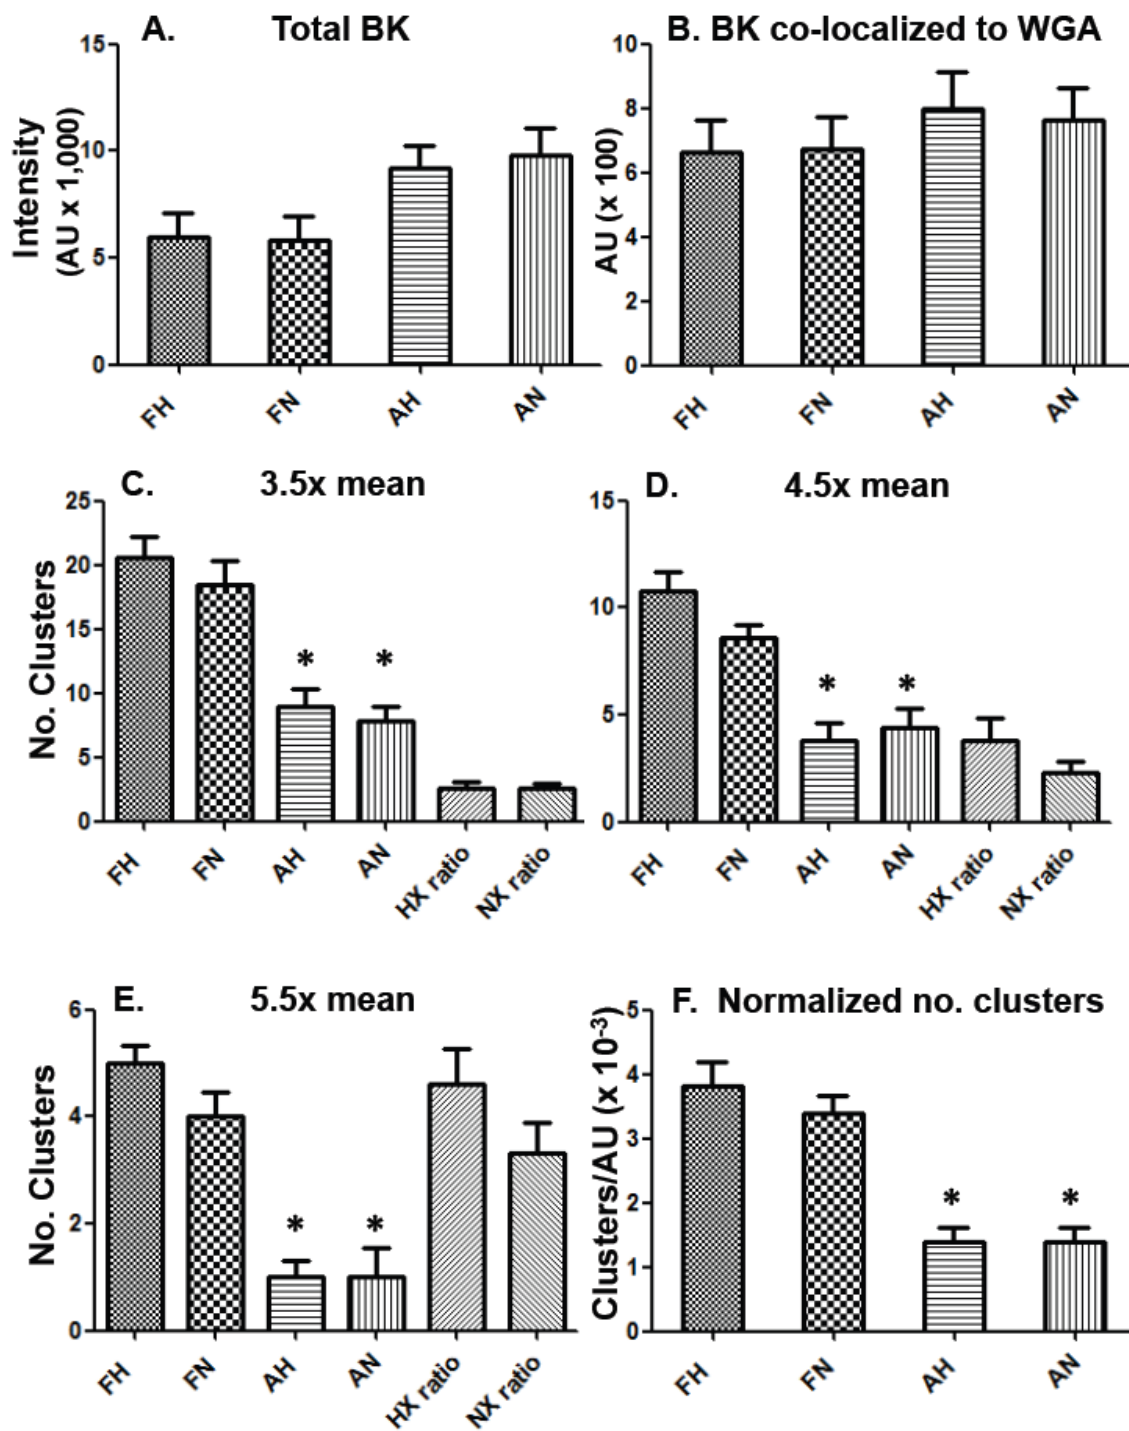 A. Total BK
Intensity
(AU x 1,000)
15
10
5
0
FH FN AH AN
B. BK co-localized to WGA
AU (x 100)
10
8
6
4
2
0
FH FN AH AN
C. 3.5x mean
No. Clusters
25
20
15
10
5
0
* *
FH FN AH AN HX ratio NX ratio
D. 4.5x mean
15
10
5
0
* *
FH FN AH AN HX ratio NX ratio
E. 5.5x mean
No. Clusters
6
4
2
0
* *
FH FN AH AN HX ratio NX ratio
F. Normalized no. clusters
Clusters/AU (x 10⁻³)
5
4
3
2
1
0
* *
FH FN AH AN